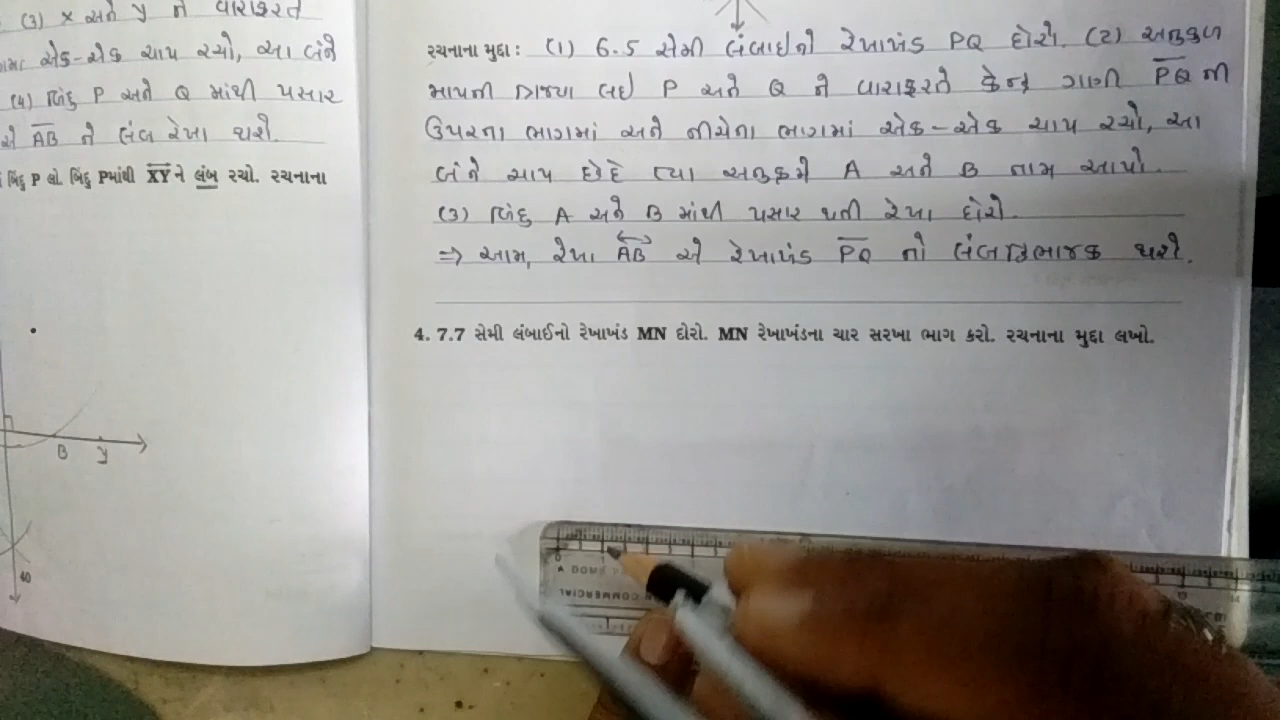 (3) X અને Y ને વારાફરતે
એક-એક ચાપ રચો, આ બંને
(4) બિંદુ P અને Q માંથી પસાર
AB ને લંબ રેખા થશે.
બિંદુ P લો. બિંદુ Pમાંથી XY ને લંબ રચો. રચનાના
B Y
રચનાના મુદ્દા : (1) 6.5 સેમી લંબાઇનો રેખાખંડ PQ દોરો. (2) અનુકુળ
માપની ત્રિજ્યા લઇ P અને Q ને વારાફરતે કેન્દ્ર ગણી PQ ની
ઉપરના ભાગમાં અને નીચેના ભાગમાં એક-એક ચાપ રચો, આ
બંને ચાપ છેદે ત્યા અનુક્રમે A અને B નામ આપો.
(3) બિંદુ A અને B માંથી પસાર થતી રેખા દોરો.
⇒ આમ, રેખા AB એ રેખાખંડ PQ નો લંબદ્વિભાજક થશે.
4. 7.7 સેમી લંબાઈનો રેખાખંડ MN દોરો. MN રેખાખંડના ચાર સરખા ભાગ કરો. રચનાના મુદ્દા લખો.